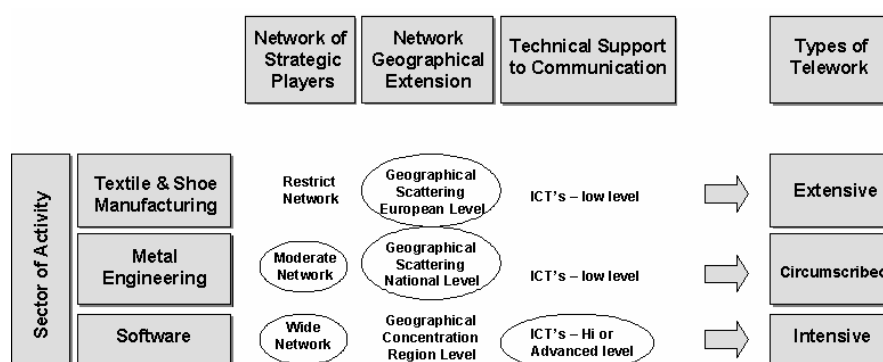 Network of
Strategic
Players
Network
Geographical
Extension
Technical Support
to Communication
Types of
Telework
Sector of Activity
Textile & Shoe
Manufacturing
Restrict
Network
Geographical
Scattering
European Level
ICT's – low level
Extensive
Metal
Engineering
Moderate
Network
Geographical
Scattering
National Level
ICT's – low level
Circumscribed
Software
Wide
Network
Geographical
Concentration
Region Level
ICT's – Hi or
Advanced level
Intensive